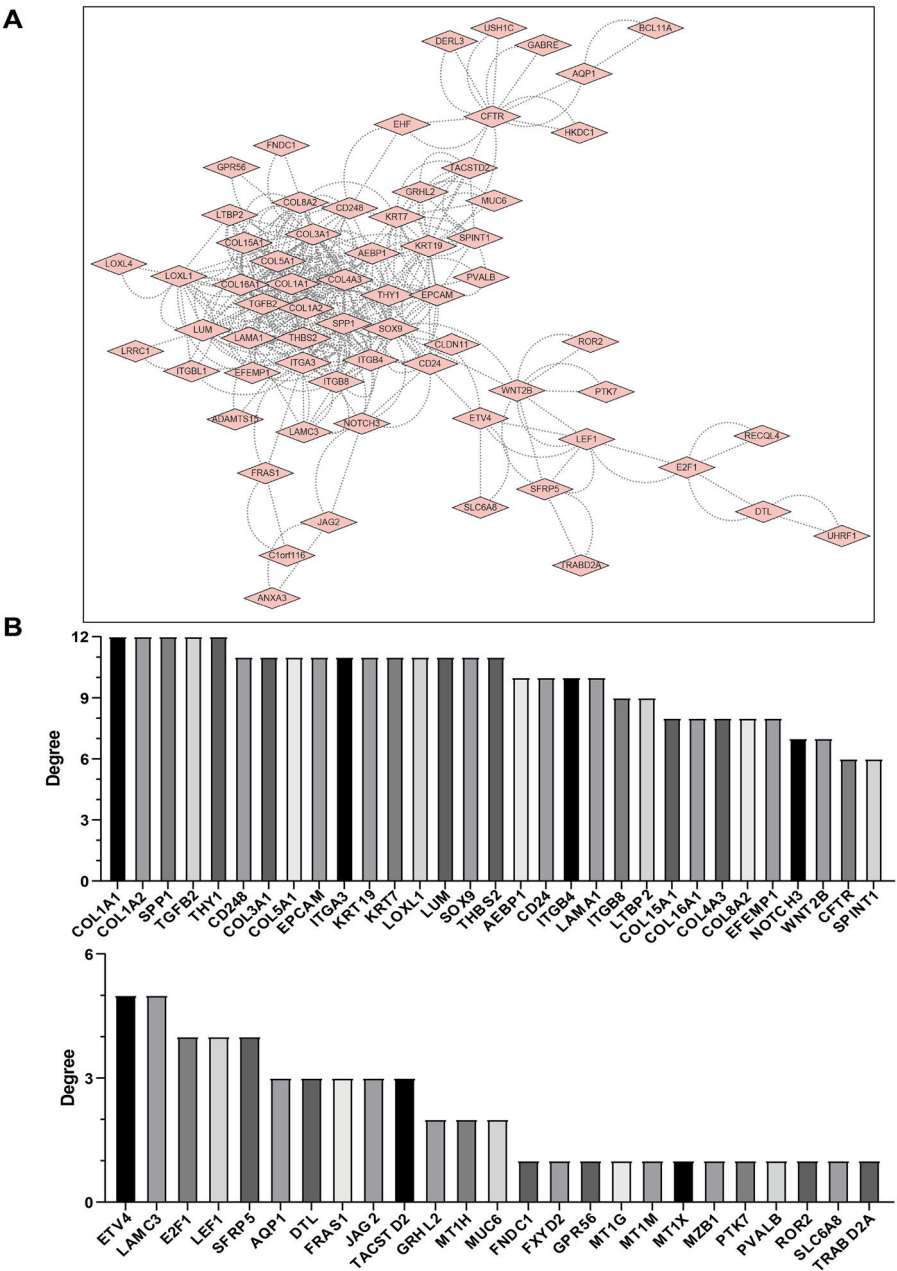 A
USH1C
BCL11A
DERL3
GABRE
AQP1
CFTR
EHF
HKDC1
FNDC1
GPR56
TACSTD2
GRHL2
MUC6
COL8A2
CD248
LTBP2
KRT7
COL3A1
SPINT1
COL15A1
KRT19
AEBP1
LOXL4
COL5A1
LOXL1
PVALB
COL16A1
COL1A1
COL4A3
THY1
EPCAM
TGFB2
COL1A2
SPP1
SOX9
LUM
LAMA1
THBS2
CLDN11
LRRC1
ITGA3
ITGB4
CD24
ROR2
ITGBL1
EFEMP1
ITGB8
WNT2B
PTK7
ADAMTS15
LAMC3
NOTCH3
ETV4
LEF1
RECQL4
E2F1
FRAS1
SFRP5
SLC6A8
DTL
JAG2
UHRF1
C1orf116
TRABD2A
ANXA3
B
12
9
6
3
0
Degree
COL1A1
COL1A2
SPP1
TGFB2
THY1
CD248
COL3A1
COL5A1
EPCAM
ITGA3
KRT19
KRT7
LOXL1
LUM
SOX9
THBS2
AEBP1
CD24
ITGB4
LAMA1
ITGB8
LTBP2
COL15A1
COL16A1
COL4A3
COL8A2
EFEMP1
NOTCH3
WNT2B
CFTR
SPINT1
6
3
0
Degree
ETV4
LAMC3
E2F1
LEF1
SFRP5
AQP1
DTL
FRAS1
JAG2
TACSTD2
GRHL2
MT1H
MUC6
FNDC1
FXYD2
GPR56
MT1G
MT1M
MT1X
MZB1
PTK7
PVALB
ROR2
SLC6A8
TRABD2A